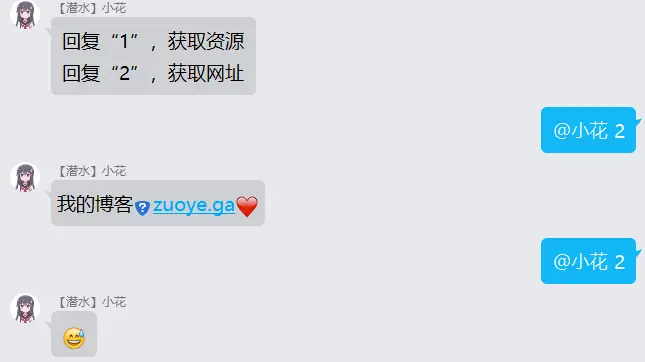 【潜水】小花
回复“1”，获取资源
回复“2”，获取网址
@小花 2
【潜水】小花
我的博客zuoye.ga❤️
@小花 2
【潜水】小花
😅